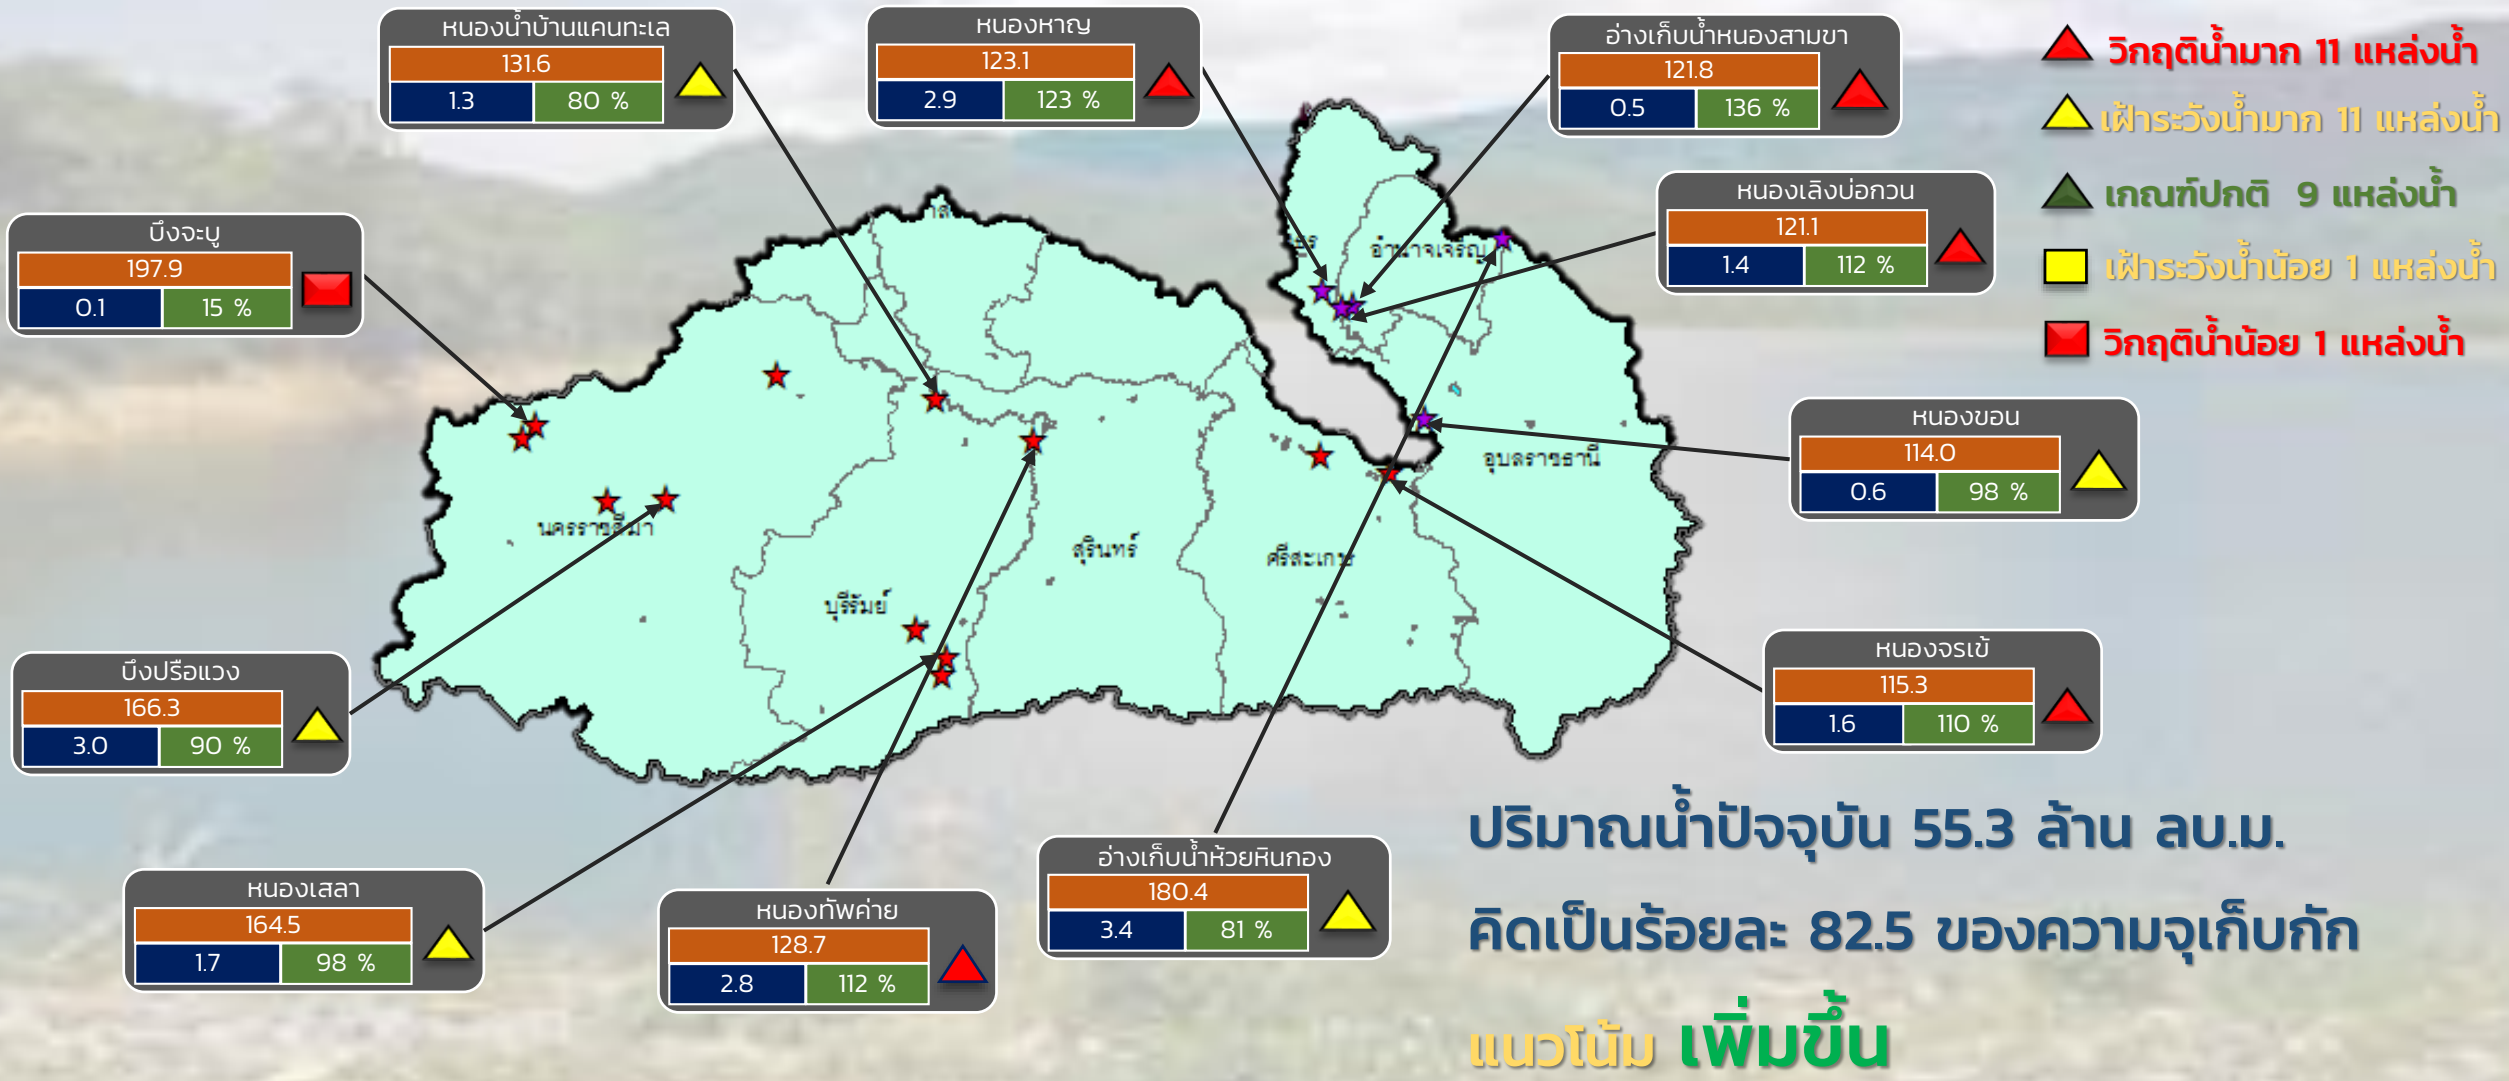 หนองน้ำบ้านแคนทะเล
131.6
1.3 80 %
หนองหาญ
123.1
2.9 123 %
อ่างเก็บน้ำหนองสามขา
121.8
0.5 136 %
วิกฤติน้ำมาก 11 แหล่งน้ำ
เฝ้าระวังน้ำมาก 11 แหล่งน้ำ
เกณฑ์ปกติ 9 แหล่งน้ำ
เฝ้าระวังน้ำน้อย 1 แหล่งน้ำ
วิกฤติน้ำน้อย 1 แหล่งน้ำ
หนองเลิงบ่อกวน
121.1
1.4 112 %
บึงจะบู
197.9
0.1 15 %
อำนาจเจริญ
หนองขอน
114.0
0.6 98 %
อุบลราชธานี
นครราชสีมา
สุรินทร์
ศรีสะเกษ
บุรีรัมย์
บึงปรือแวง
166.3
3.0 90 %
หนองจรเข้
115.3
1.6 110 %
หนองเสลา
164.5
1.7 98 %
หนองทัพค่าย
128.7
2.8 112 %
อ่างเก็บน้ำห้วยหินกอง
180.4
3.4 81 %
ปริมาณน้ำปัจจุบัน 55.3 ล้าน ลบ.ม.
คิดเป็นร้อยละ 82.5 ของความจุเก็บกัก
แนวโน้ม เพิ่มขึ้น